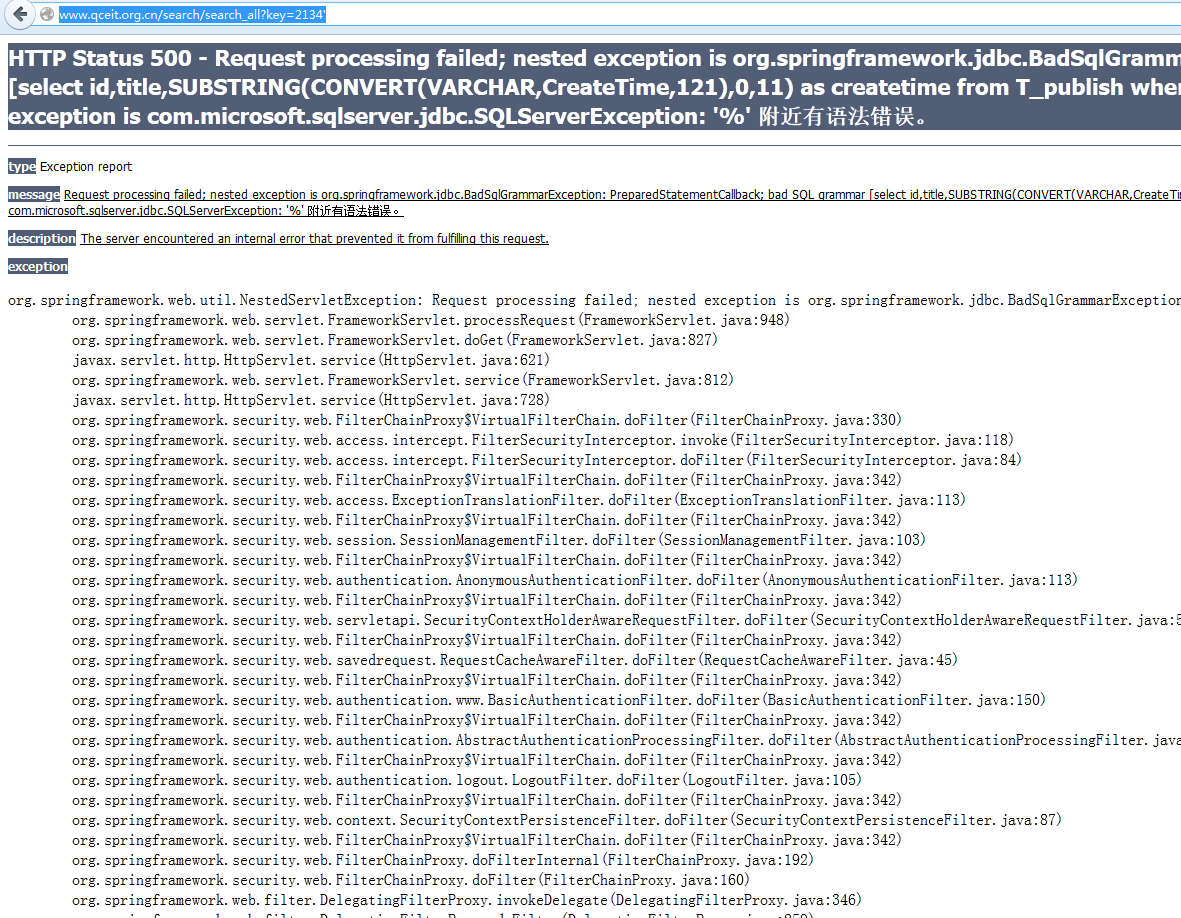 www.qceit.org.cn/search/search_all?key=2134'
HTTP Status 500 - Request processing failed; nested exception is org.springframework.jdbc.BadSqlGramm
[select id,title,SUBSTRING(CONVERT(VARCHAR,CreateTime,121),0,11) as createtime from T_publish wher
exception is com.microsoft.sqlserver.jdbc.SQLServerException: '%' 附近有语法错误。
type Exception report
message Request processing failed; nested exception is org.springframework.jdbc.BadSqlGrammarException: PreparedStatementCallback; bad SQL grammar [select id,title,SUBSTRING(CONVERT(VARCHAR,CreateTi
com.microsoft.sqlserver.jdbc.SQLServerException: '%' 附近有语法错误。
description The server encountered an internal error that prevented it from fulfilling this request.
exception
org.springframework.web.util.NestedServletException: Request processing failed; nested exception is org.springframework.jdbc.BadSqlGrammarException
org.springframework.web.servlet.FrameworkServlet.processRequest(FrameworkServlet.java:948)
org.springframework.web.servlet.FrameworkServlet.doGet(FrameworkServlet.java:827)
javax.servlet.http.HttpServlet.service(HttpServlet.java:621)
org.springframework.web.servlet.FrameworkServlet.service(FrameworkServlet.java:812)
javax.servlet.http.HttpServlet.service(HttpServlet.java:728)
org.springframework.security.web.FilterChainProxy$VirtualFilterChain.doFilter(FilterChainProxy.java:330)
org.springframework.security.web.access.intercept.FilterSecurityInterceptor.invoke(FilterSecurityInterceptor.java:118)
org.springframework.security.web.access.intercept.FilterSecurityInterceptor.doFilter(FilterSecurityInterceptor.java:84)
org.springframework.security.web.FilterChainProxy$VirtualFilterChain.doFilter(FilterChainProxy.java:342)
org.springframework.security.web.access.ExceptionTranslationFilter.doFilter(ExceptionTranslationFilter.java:113)
org.springframework.security.web.FilterChainProxy$VirtualFilterChain.doFilter(FilterChainProxy.java:342)
org.springframework.security.web.session.SessionManagementFilter.doFilter(SessionManagementFilter.java:103)
org.springframework.security.web.FilterChainProxy$VirtualFilterChain.doFilter(FilterChainProxy.java:342)
org.springframework.security.web.authentication.AnonymousAuthenticationFilter.doFilter(AnonymousAuthenticationFilter.java:113)
org.springframework.security.web.FilterChainProxy$VirtualFilterChain.doFilter(FilterChainProxy.java:342)
org.springframework.security.web.servletapi.SecurityContextHolderAwareRequestFilter.doFilter(SecurityContextHolderAwareRequestFilter.java:5
org.springframework.security.web.FilterChainProxy$VirtualFilterChain.doFilter(FilterChainProxy.java:342)
org.springframework.security.web.savedrequest.RequestCacheAwareFilter.doFilter(RequestCacheAwareFilter.java:45)
org.springframework.security.web.FilterChainProxy$VirtualFilterChain.doFilter(FilterChainProxy.java:342)
org.springframework.security.web.authentication.www.BasicAuthenticationFilter.doFilter(BasicAuthenticationFilter.java:150)
org.springframework.security.web.FilterChainProxy$VirtualFilterChain.doFilter(FilterChainProxy.java:342)
org.springframework.security.web.authentication.AbstractAuthenticationProcessingFilter.doFilter(AbstractAuthenticationProcessingFilter.java
org.springframework.security.web.FilterChainProxy$VirtualFilterChain.doFilter(FilterChainProxy.java:342)
org.springframework.security.web.authentication.logout.LogoutFilter.doFilter(LogoutFilter.java:105)
org.springframework.security.web.FilterChainProxy$VirtualFilterChain.doFilter(FilterChainProxy.java:342)
org.springframework.security.web.context.SecurityContextPersistenceFilter.doFilter(SecurityContextPersistenceFilter.java:87)
org.springframework.security.web.FilterChainProxy$VirtualFilterChain.doFilter(FilterChainProxy.java:342)
org.springframework.security.web.FilterChainProxy.doFilterInternal(FilterChainProxy.java:192)
org.springframework.security.web.FilterChainProxy.doFilter(FilterChainProxy.java:160)
org.springframework.web.filter.DelegatingFilterProxy.invokeDelegate(DelegatingFilterProxy.java:346)